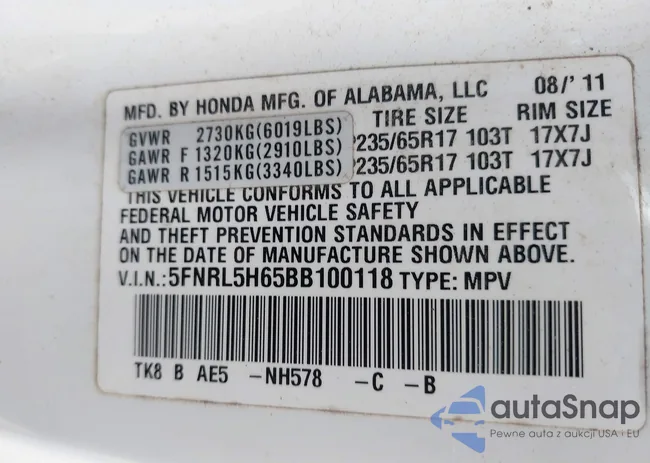 MFD. BY HONDA MFG. OF ALABAMA, LLC 08/'11
TIRE SIZE RIM SIZE
GVWR 2730KG(6019LBS)
GAWR F 1320KG(2910LBS) P235/65R17 103T 17X7J
GAWR R 1515KG(3340LBS) P235/65R17 103T 17X7J
THIS VEHICLE CONFORMS TO ALL APPLICABLE
FEDERAL MOTOR VEHICLE SAFETY
AND THEFT PREVENTION STANDARDS IN EFFECT
ON THE DATE OF MANUFACTURE SHOWN ABOVE.
V.I.N.:5FNRL5H65BB100118 TYPE: MPV
TK8 B AE5 -NH578 -C -B
autaSnap
Pewne auta z aukcji USA i EU